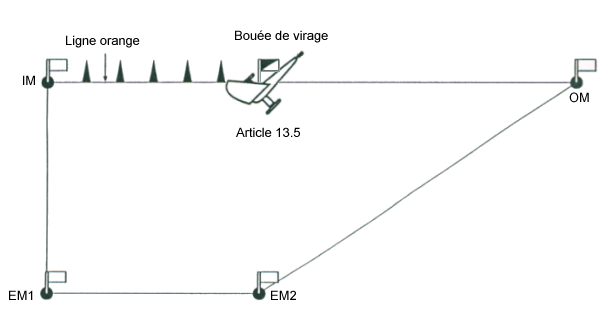 Bouée de virage
Ligne orange
IM
OM
Article 13.5
EM1
EM2